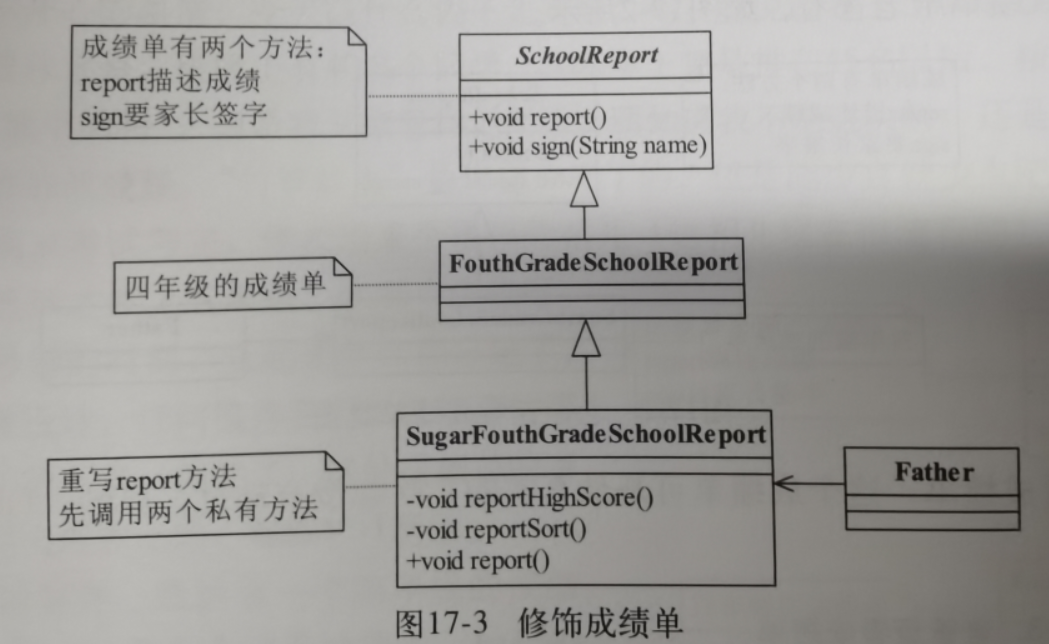 成绩单有两个方法：
report描述成绩
sign要家长签字
SchoolReport
+void report()
+void sign(String name)
四年级的成绩单
FouthGradeSchoolReport
重写report方法
先调用两个私有方法
SugarFouthGradeSchoolReport
-void reportHighScore()
-void reportSort()
+void report()
Father
图17-3 修饰成绩单